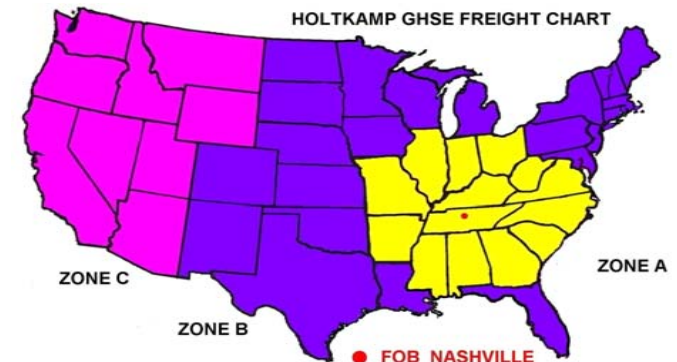 HOLTKAMP GHSE FREIGHT CHART
ZONE A
ZONE C
ZONE B
FOB NASHVILLE